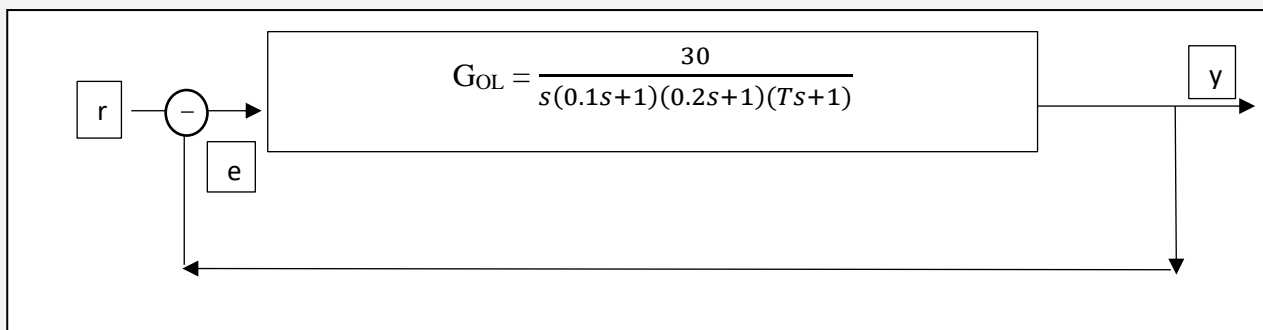 G_OL = 30 / s(0.1s+1)(0.2s+1)(Ts+1)
y
r
−
e